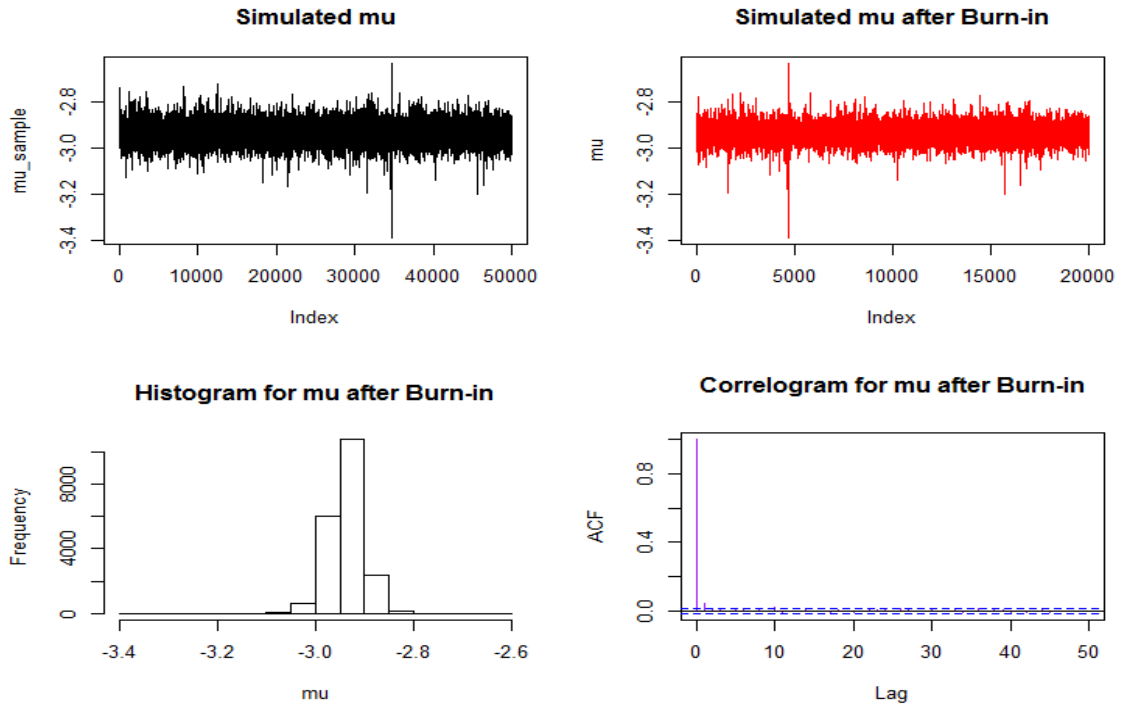 Simulated mu
mu_sample
-2.8
-3.0
-3.2
-3.4
0 10000 20000 30000 40000 50000
Index
Simulated mu after Burn-in
mu
-2.8
-3.0
-3.2
-3.4
0 5000 10000 15000 20000
Index
Histogram for mu after Burn-in
Frequency
8000
4000
0
-3.4 -3.2 -3.0 -2.8 -2.6
mu
Correlogram for mu after Burn-in
ACF
0.8
0.4
0.0
0 10 20 30 40 50
Lag